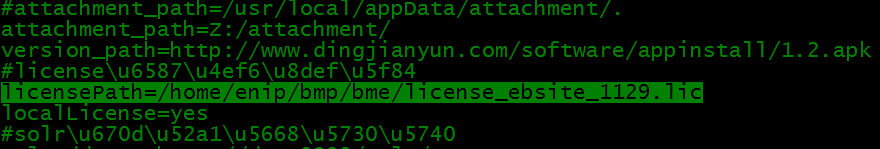 #attachment_path=/usr/local/appData/attachment/.
attachment_path=Z:/attachment/
version_path=http://www.dingjianyun.com/software/appinstall/1.2.apk
#license\u6587\u4ef6\u8def\u5f84
licensePath=/home/enip/bmp/bme/license_ebsite_1129.lic
localLicense=yes
#solr\u670d\u52a1\u5668\u5730\u5740